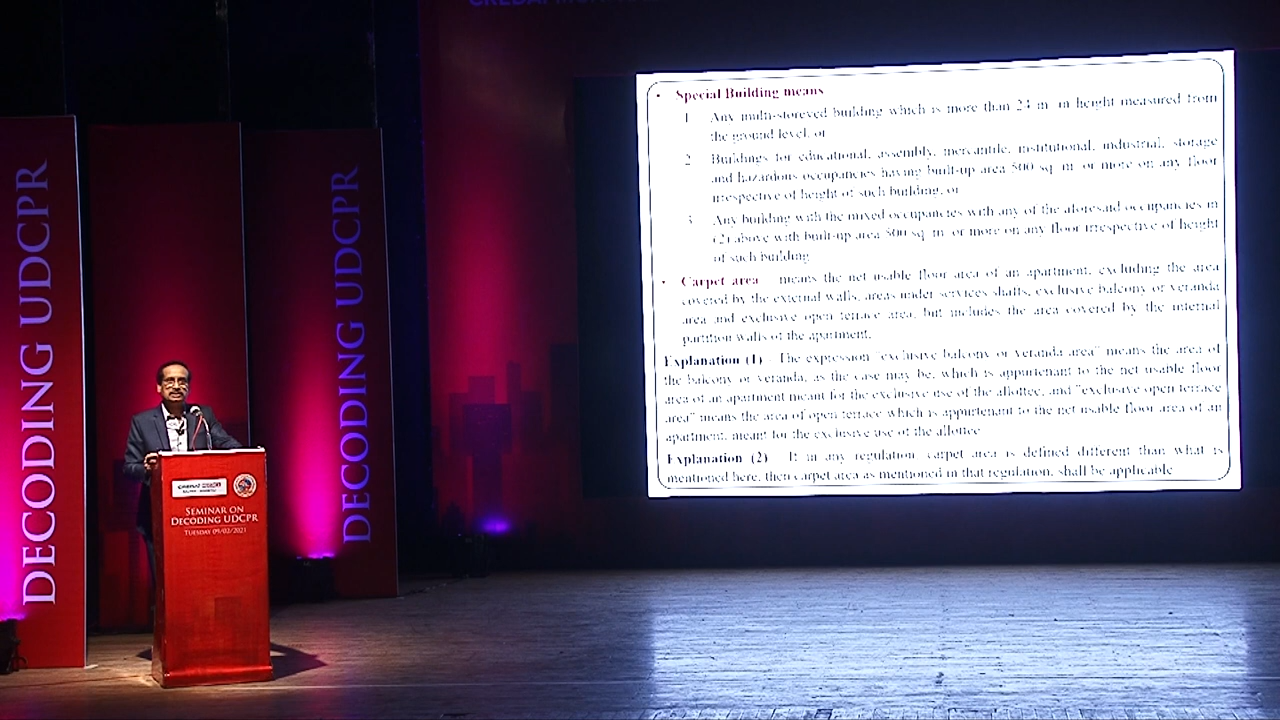 DECODING UDCPR
DECODING UDCPR
SEMINAR ON
DECODING UDCPR
TUESDAY 09/02/2021
• Special Building means
1 Any multi-storeyed building which is more than 24 m in height measured from
the ground level, or
2 Buildings for educational, assembly, mercantile, institutional, industrial, storage
and hazardous occupancies having built-up area 500 sq. m. or more on any floor
irrespective of height of such building, or
3 Any building with the mixed occupancies with any of the aforesaid occupancies in
(2) above with built-up area 500 sq. m. or more on any floor irrespective of height
of such building
• Carpet area means the net usable floor area of an apartment, excluding the area
covered by the external walls, areas under services shafts, exclusive balcony or veranda
area and exclusive open terrace area, but includes the area covered by the internal
partition walls of the apartment.
Explanation (1) - The expression "exclusive balcony or veranda area" means the area of
the balcony or veranda, as the case may be, which is appurtenant to the net usable floor
area of an apartment meant for the exclusive use of the allottee, and "exclusive open terrace
area" means the area of open terrace which is appurtenant to the net usable floor area of an
apartment, meant for the exclusive use of the allottee
Explanation (2) - If in any regulation, carpet area is defined different than what is
mentioned here, then carpet area as mentioned in that regulation, shall be applicable